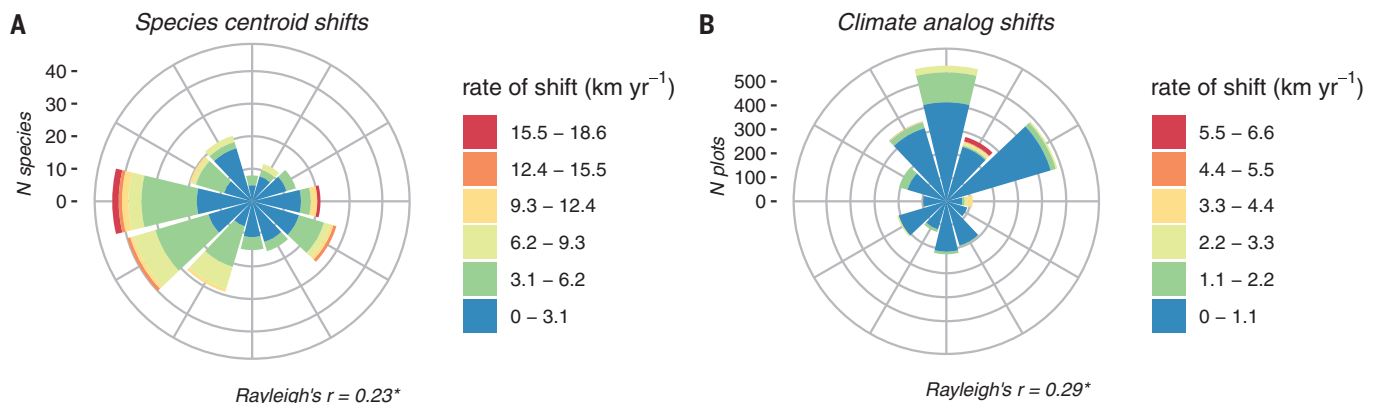 A
Species centroid shifts
40
30
20
10
0
N species
rate of shift (km yr⁻¹)
15.5 – 18.6
12.4 – 15.5
9.3 – 12.4
6.2 – 9.3
3.1 – 6.2
0 – 3.1
Rayleigh's r = 0.23*
B
Climate analog shifts
500
400
300
200
100
0
N plots
rate of shift (km yr⁻¹)
5.5 – 6.6
4.4 – 5.5
3.3 – 4.4
2.2 – 3.3
1.1 – 2.2
0 – 1.1
Rayleigh's r = 0.29*